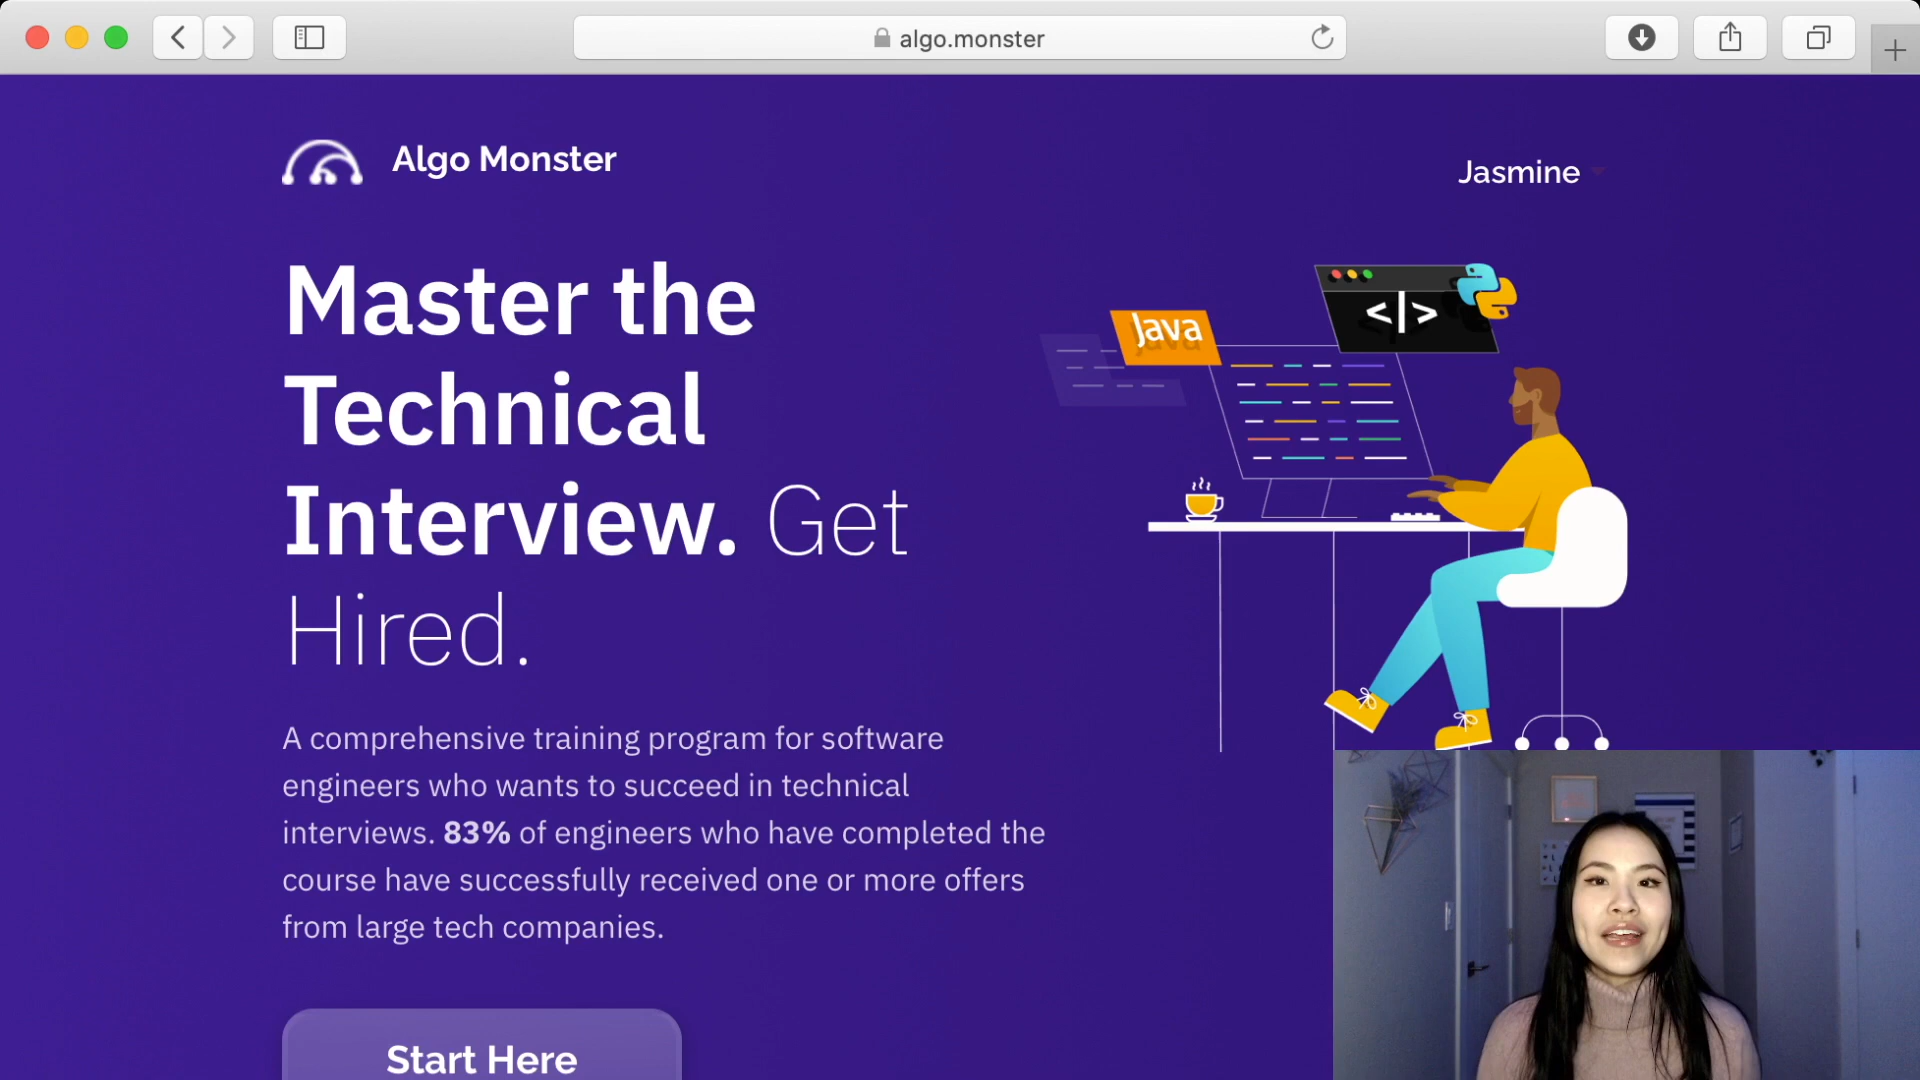 algo.monster
Algo Monster
Jasmine
Master the
Technical
Interview. Get
Hired.
Java
<|>
A comprehensive training program for software
engineers who wants to succeed in technical
interviews. 83% of engineers who have completed the
course have successfully received one or more offers
from large tech companies.
Start Here